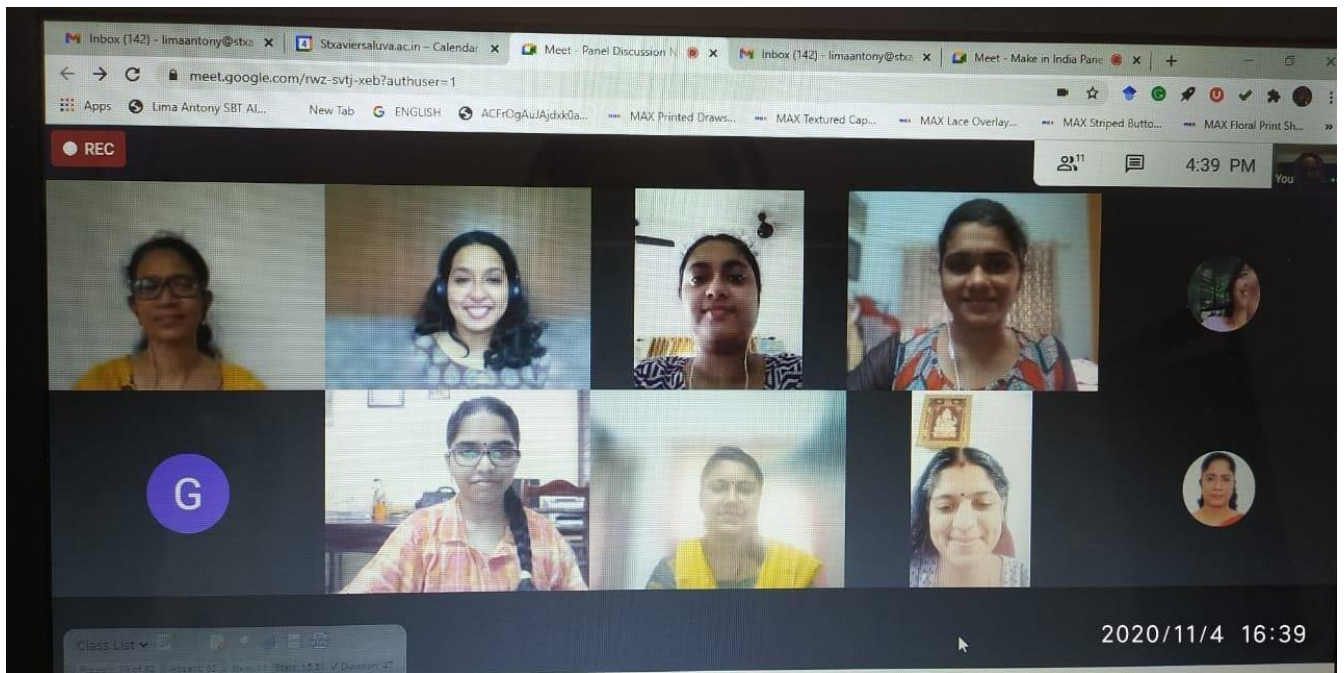 Inbox (142) - limaantony@stxa
Stxaviersaluva.ac.in – Calendar
Meet - Panel Discussion N
Inbox (142) - limaantony@stxa
Meet - Make in India Pane
meet.google.com/rwz-svtj-xeb?authuser=1
Apps
Lima Antony SBT Al...
New Tab
ENGLISH
ACFrOgAuJAjdxk0a...
MAX Printed Draws...
MAX Textured Cap...
MAX Lace Overlay...
MAX Striped Butto...
MAX Floral Print Sh...
REC
11
4:39 PM
You
G
Class List
2020/11/4 16:39